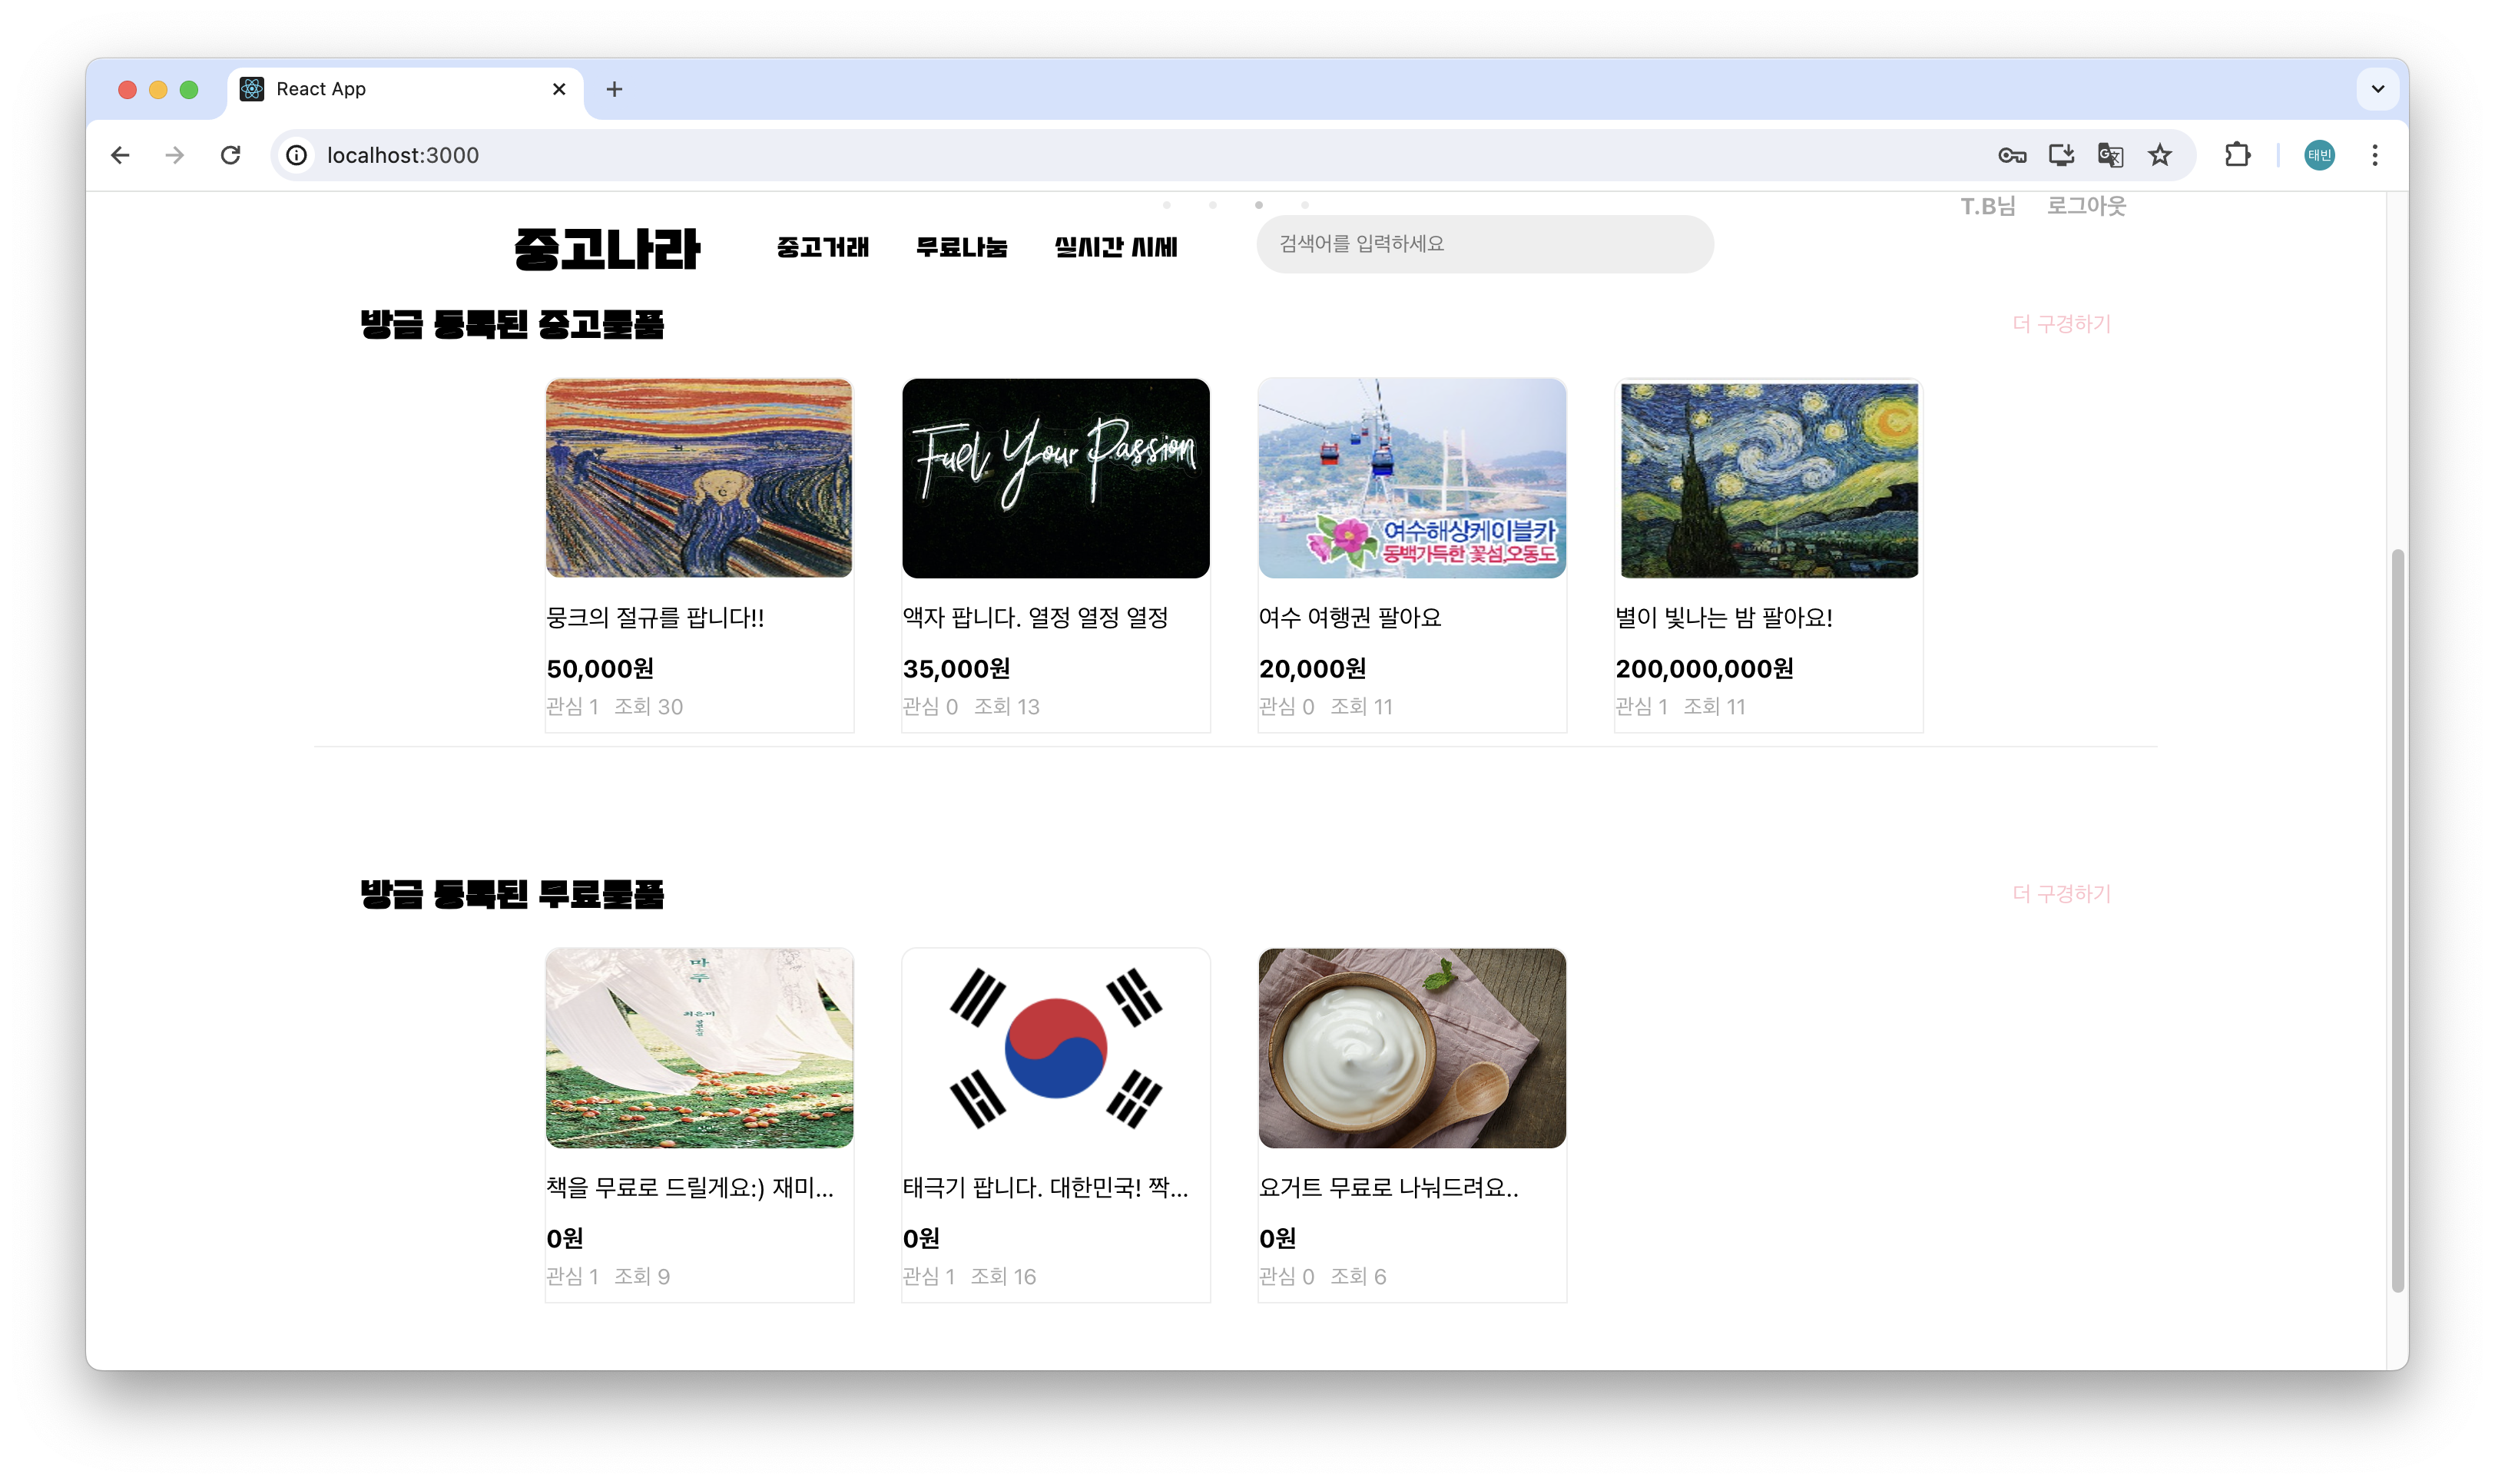 React App
localhost:3000
태빈
T.B님 로그아웃
중고나라 중고거래 무료나눔 실시간 시세 검색어를 입력하세요
방금 등록된 중고물품 더 구경하기
Fuel Your Passion
여수해상케이블카
동백가득한 꽃섬,오동도
뭉크의 절규를 팝니다!! 액자 팝니다. 열정 열정 열정 여수 여행권 팔아요 별이 빛나는 밤 팔아요!
50,000원 35,000원 20,000원 200,000,000원
관심 1 조회 30 관심 0 조회 13 관심 0 조회 11 관심 1 조회 11
방금 등록된 무료물품 더 구경하기
마
주
최은미
장편소설
책을 무료로 드릴게요:) 재미... 태극기 팝니다. 대한민국! 짝... 요거트 무료로 나눠드려요..
0원 0원 0원
관심 1 조회 9 관심 1 조회 16 관심 0 조회 6